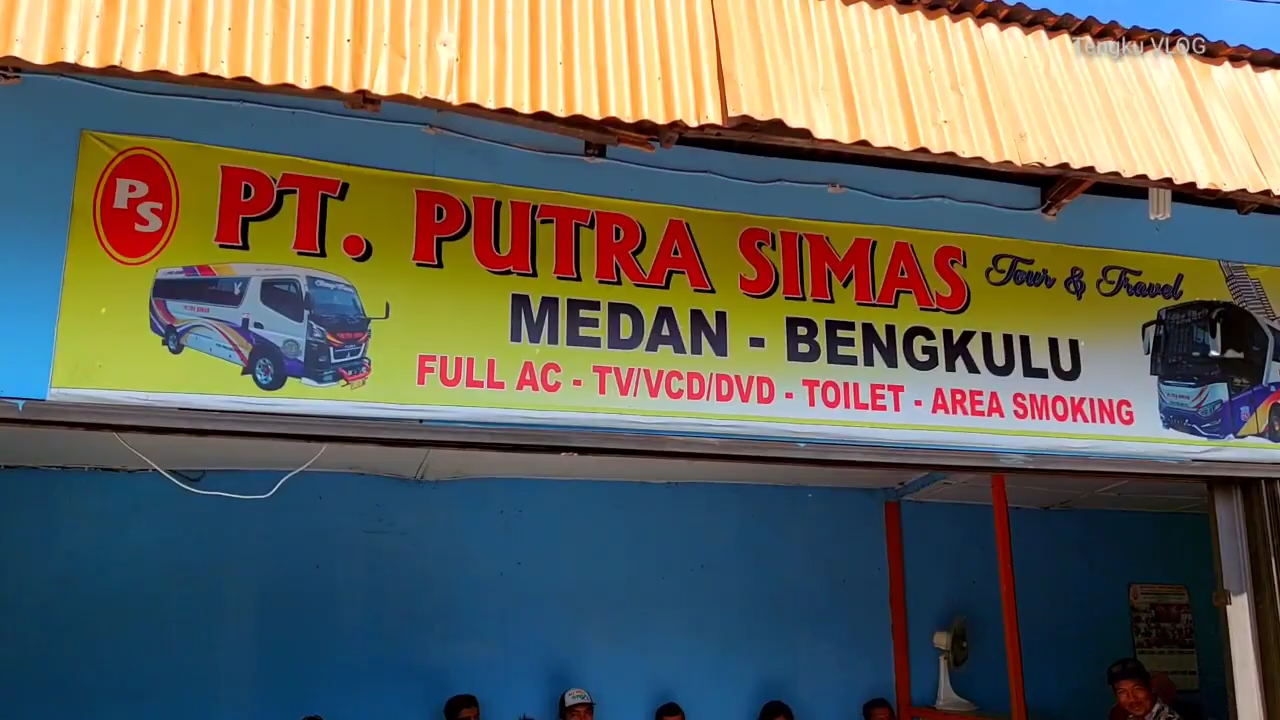 Tengku VLOG
PS
PT. PUTRA SIMAS Tour & Travel
MEDAN - BENGKULU
FULL AC - TV/VCD/DVD - TOILET - AREA SMOKING